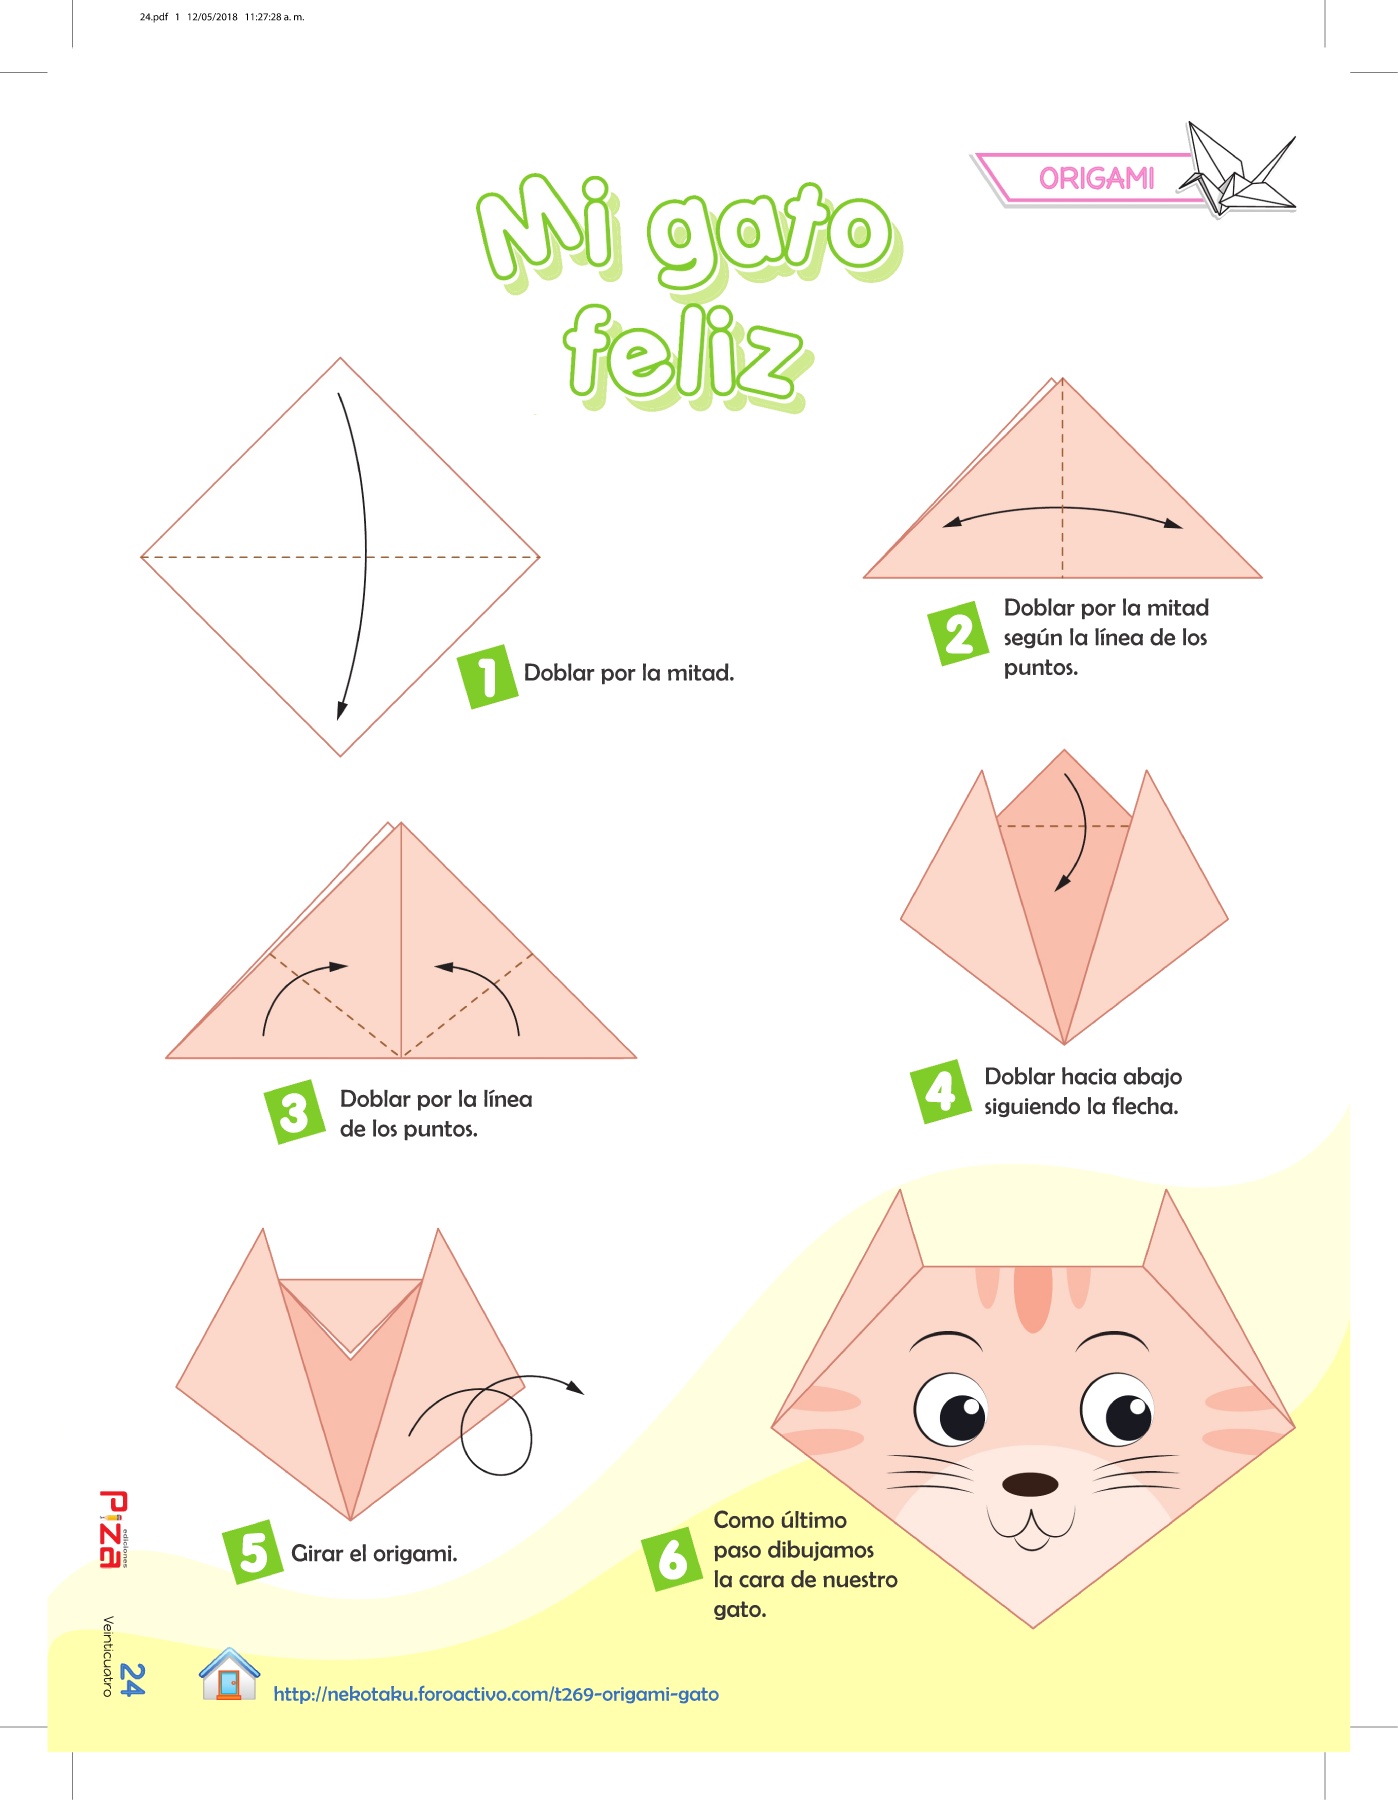 24.pdf 1 12/05/2018 11:27:28 a. m.
ORIGAMI
Mi gato
feliz
1 Doblar por la mitad.
2 Doblar por la mitad
según la línea de los
puntos.
3 Doblar por la línea
de los puntos.
4 Doblar hacia abajo
siguiendo la flecha.
5 Girar el origami.
6 Como último
paso dibujamos
la cara de nuestro
gato.
Piza
ediciones
Veinticuatro
24
http://nekotaku.foroactivo.com/t269-origami-gato